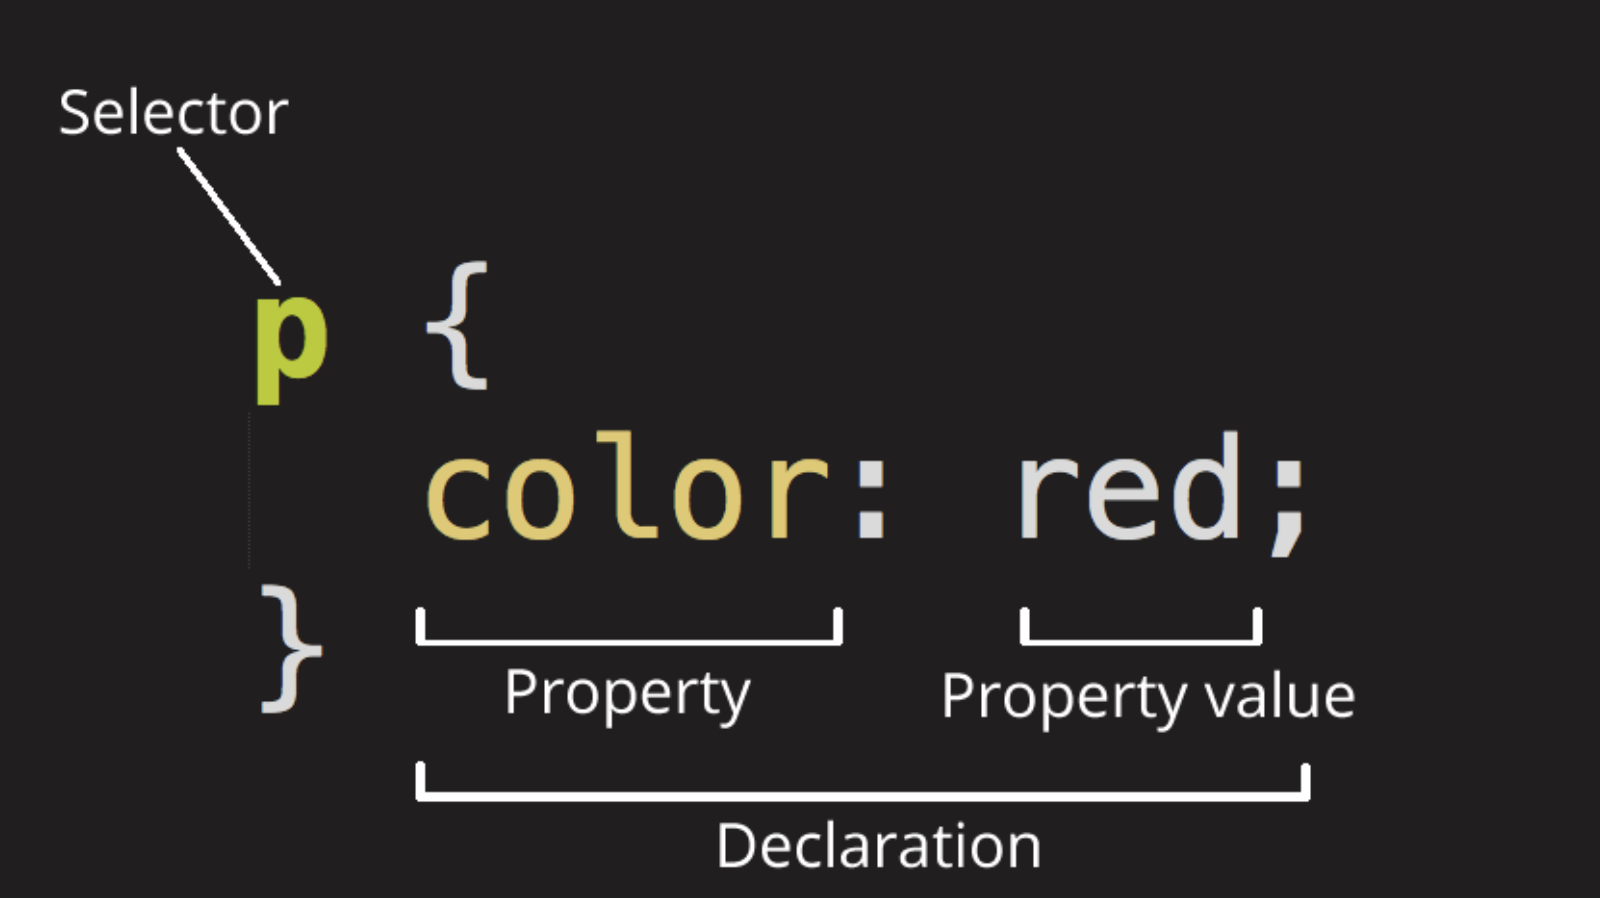 Selector
p {
color: red;
}
Property
Property value
Declaration